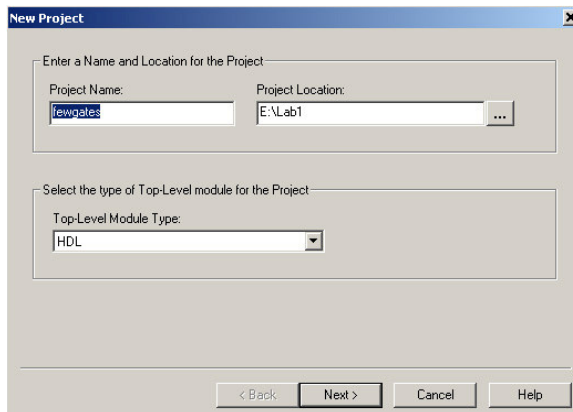 New Project
Enter a Name and Location for the Project
Project Name:
Project Location:
fewgates
E:\Lab1
...
Select the type of Top-Level module for the Project
Top-Level Module Type:
HDL
< Back
Next >
Cancel
Help